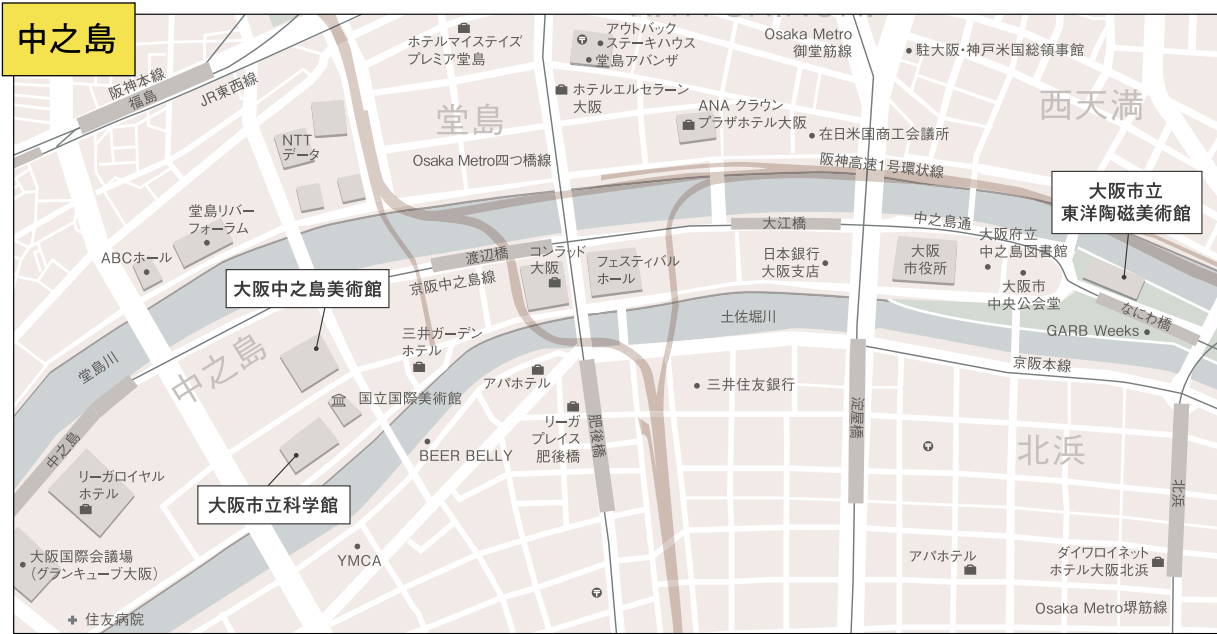 中之島
阪神本線
福島
JR東西線
ホテルマイステイズ
プレミア堂島
アウトバック
ステーキハウス
堂島アバンザ
Osaka Metro
御堂筋線
駐大阪・神戸米国総領事館
ホテルエルセラーン
大阪
ANA クラウン
プラザホテル大阪
在日米国商工会議所
西天満
堂島
NTT
データ
Osaka Metro四つ橋線
阪神高速1号環状線
大阪市立
東洋陶磁美術館
堂島リバー
フォーラム
ABCホール
大江橋
中之島通
渡辺橋
京阪中之島線
コンラッド
大阪
フェスティバル
ホール
日本銀行
大阪支店
大阪
市役所
大阪府立
中之島図書館
大阪市
中央公会堂
大阪中之島美術館
なにわ橋
GARB Weeks
土佐堀川
三井ガーデン
ホテル
京阪本線
堂島川
中之島
アパホテル
三井住友銀行
国立国際美術館
リーガ
プレイス
肥後橋
肥後橋
淀屋橋
BEER BELLY
中之島
北浜
リーガロイヤル
ホテル
大阪市立科学館
北浜
大阪国際会議場
（グランキューブ大阪）
YMCA
アパホテル
ダイワロイネット
ホテル大阪北浜
住友病院
Osaka Metro堺筋線